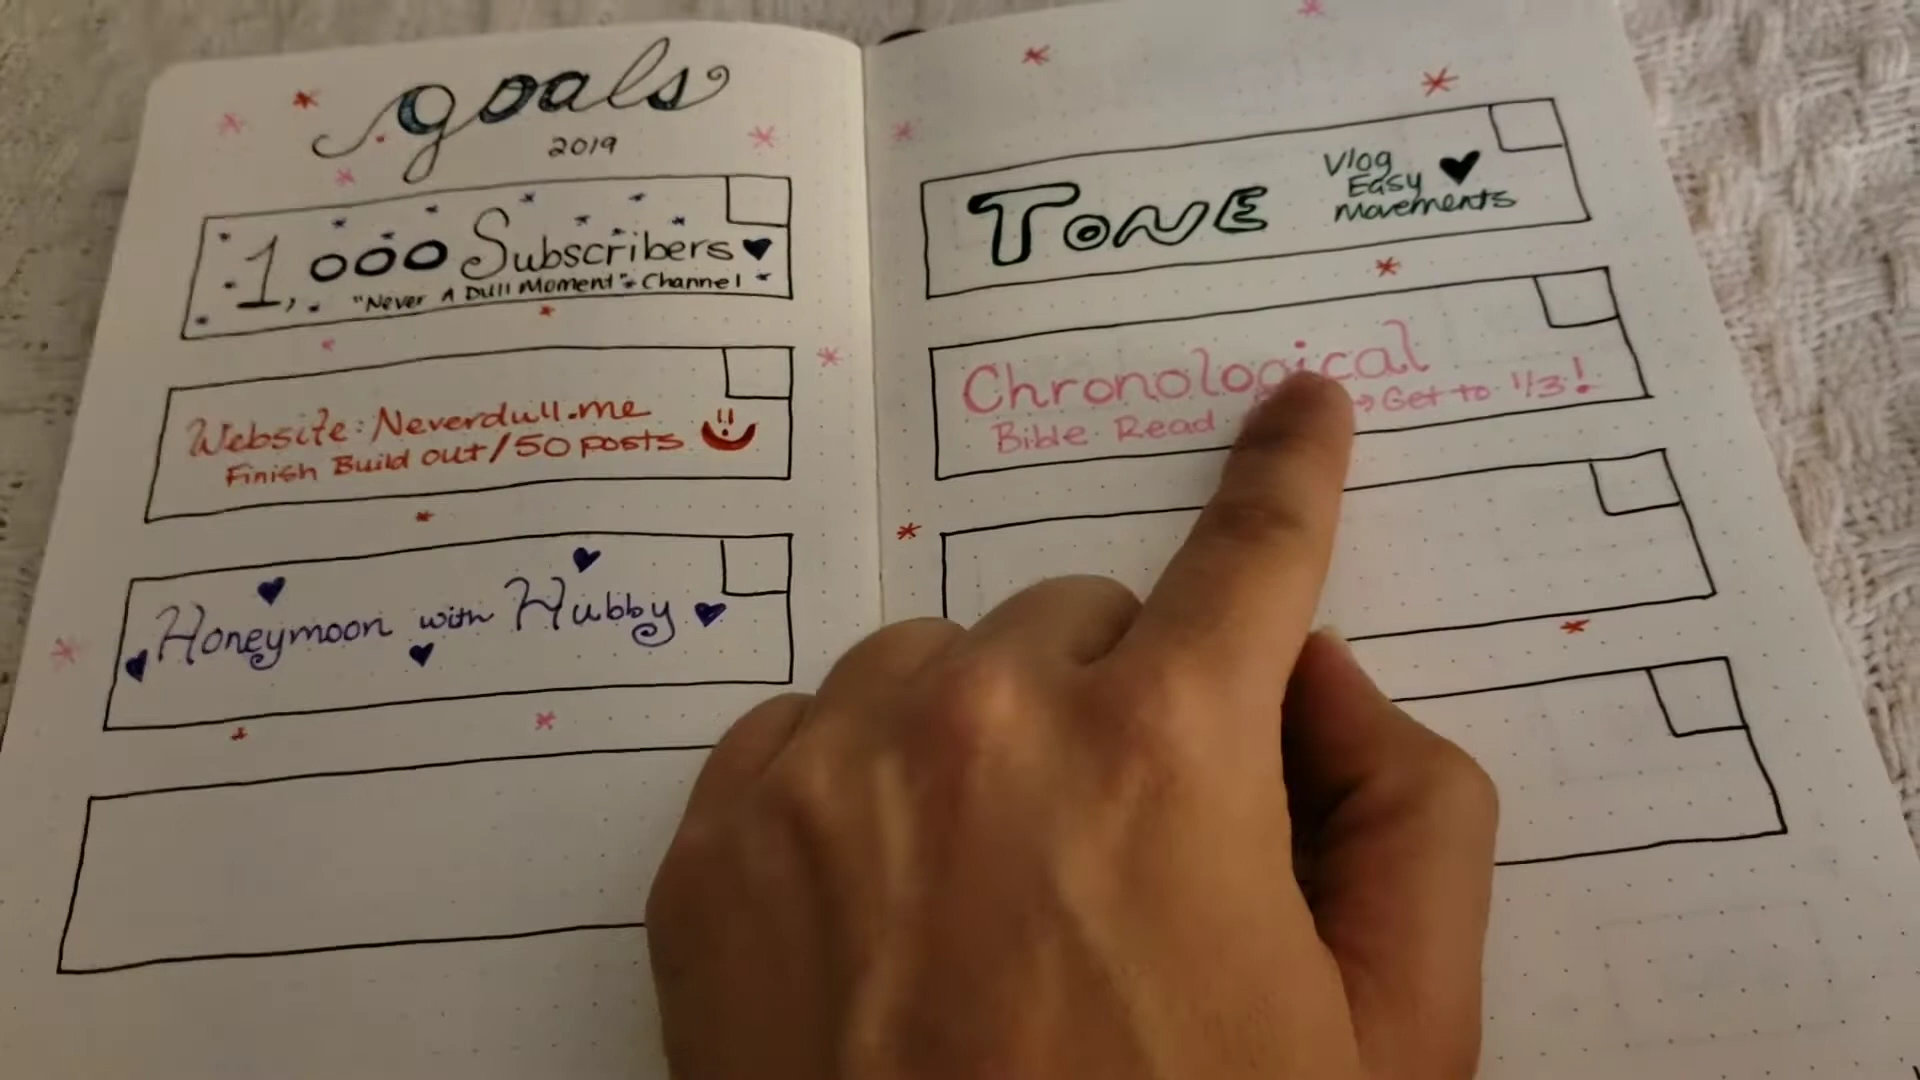 goals
2019
1,000 Subscribers
"Never A Dull Moment" - Channel
Website: Neverdull.me
Finish Build out/50 posts
Honeymoon with Hubby
TONE
Vlog
Easy
Movements
Chronological
Bible Read → Get to 1/3!